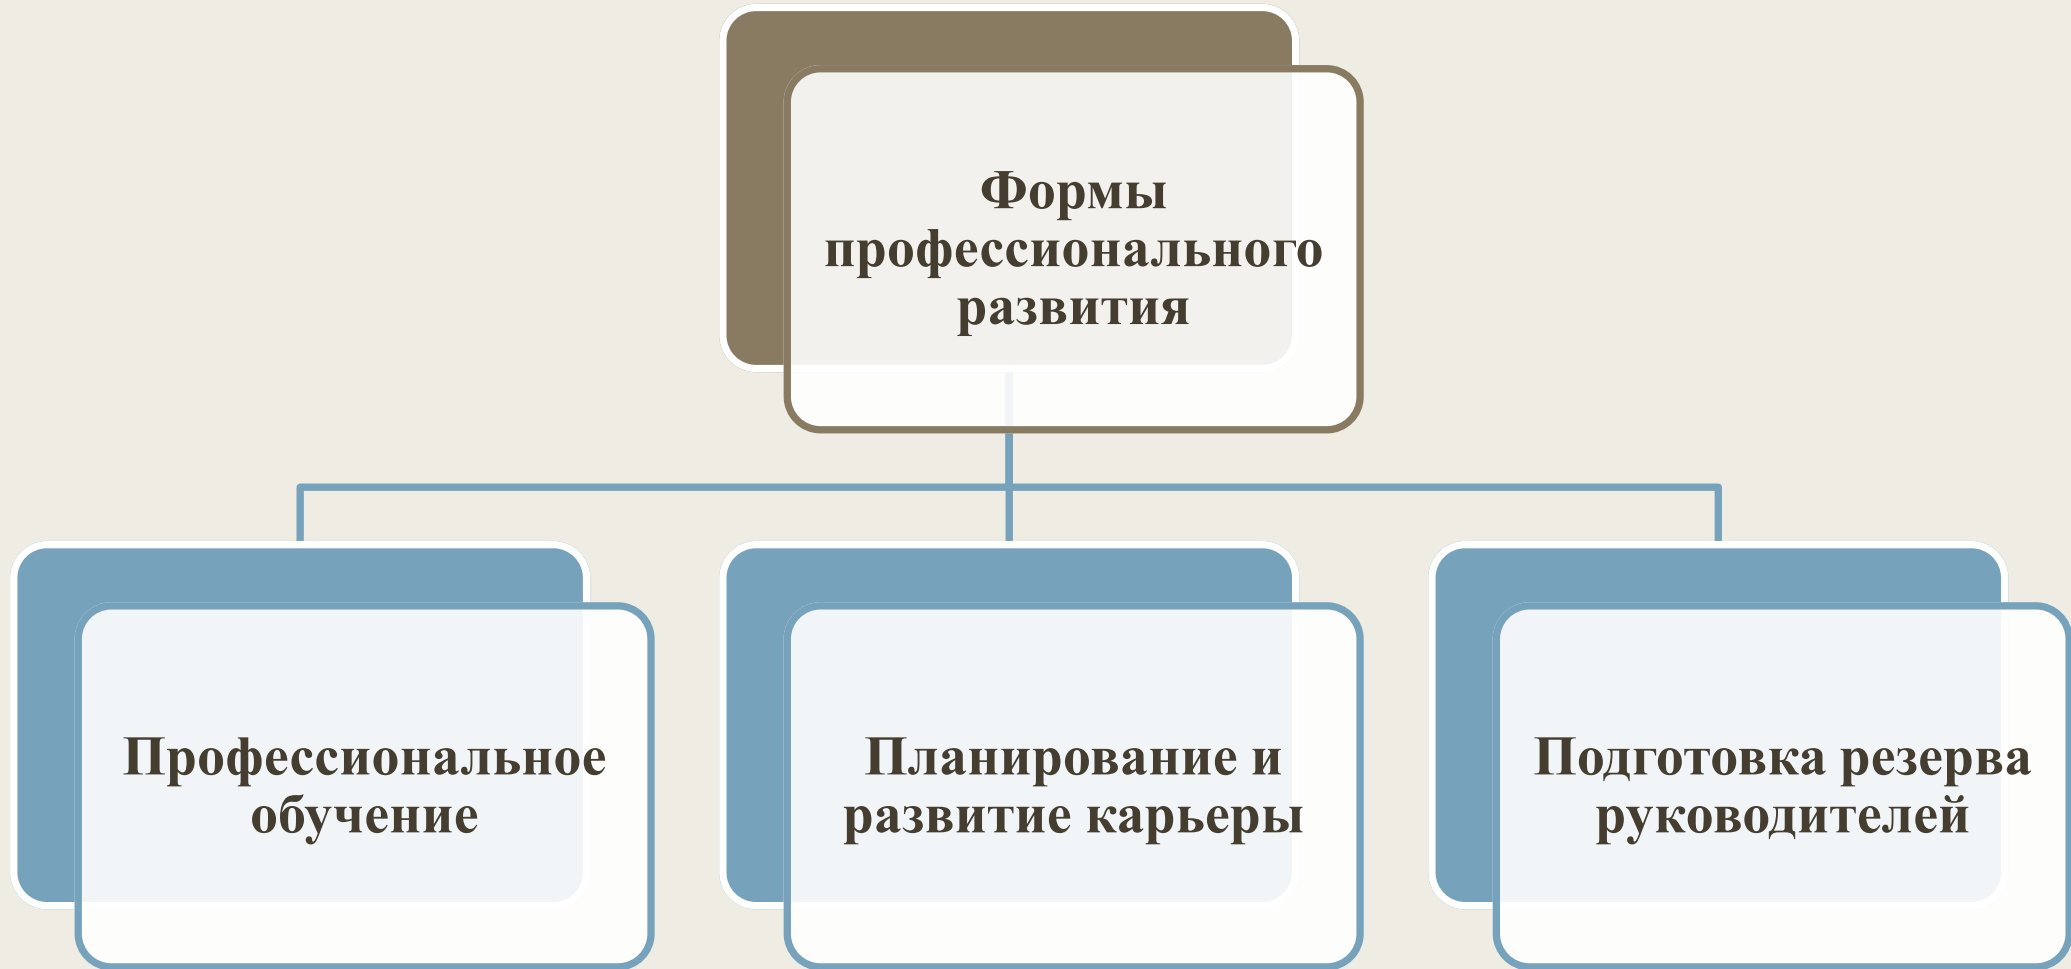 Формы
профессионального
развития
Профессиональное
обучение
Планирование и
развитие карьеры
Подготовка резерва
руководителей